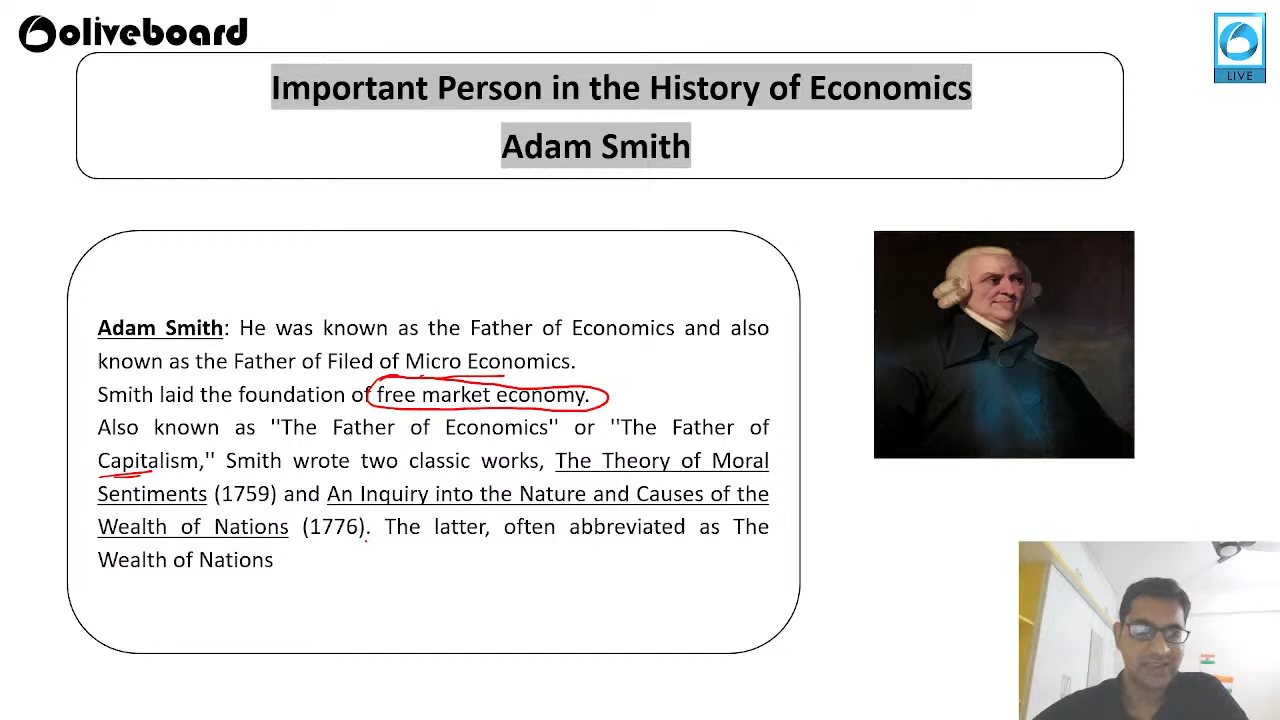 oliveboard
LIVE
Important Person in the History of Economics
Adam Smith
Adam Smith: He was known as the Father of Economics and also
known as the Father of Filed of Micro Economics.
Smith laid the foundation of free market economy.
Also known as ''The Father of Economics'' or ''The Father of
Capitalism,'' Smith wrote two classic works, The Theory of Moral
Sentiments (1759) and An Inquiry into the Nature and Causes of the
Wealth of Nations (1776). The latter, often abbreviated as The
Wealth of Nations